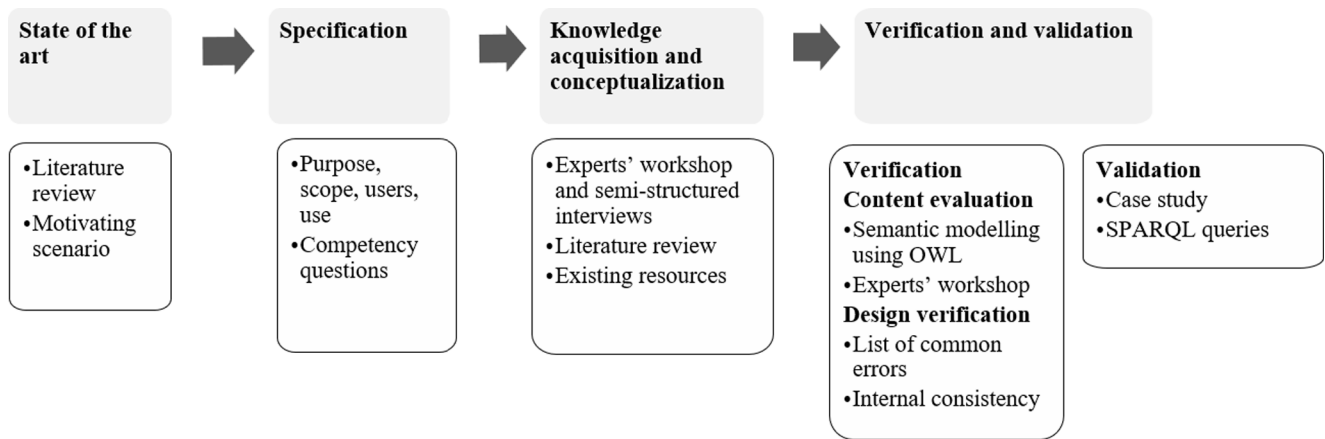 State of the
art
Specification
Knowledge
acquisition and
conceptualization
Verification and validation
•Literature
review
•Motivating
scenario
•Purpose,
scope, users,
use
•Competency
questions
•Experts’ workshop
and semi-structured
interviews
•Literature review
•Existing resources
Verification
Content evaluation
•Semantic modelling
using OWL
•Experts’ workshop
Design verification
•List of common
errors
•Internal consistency
Validation
•Case study
•SPARQL queries